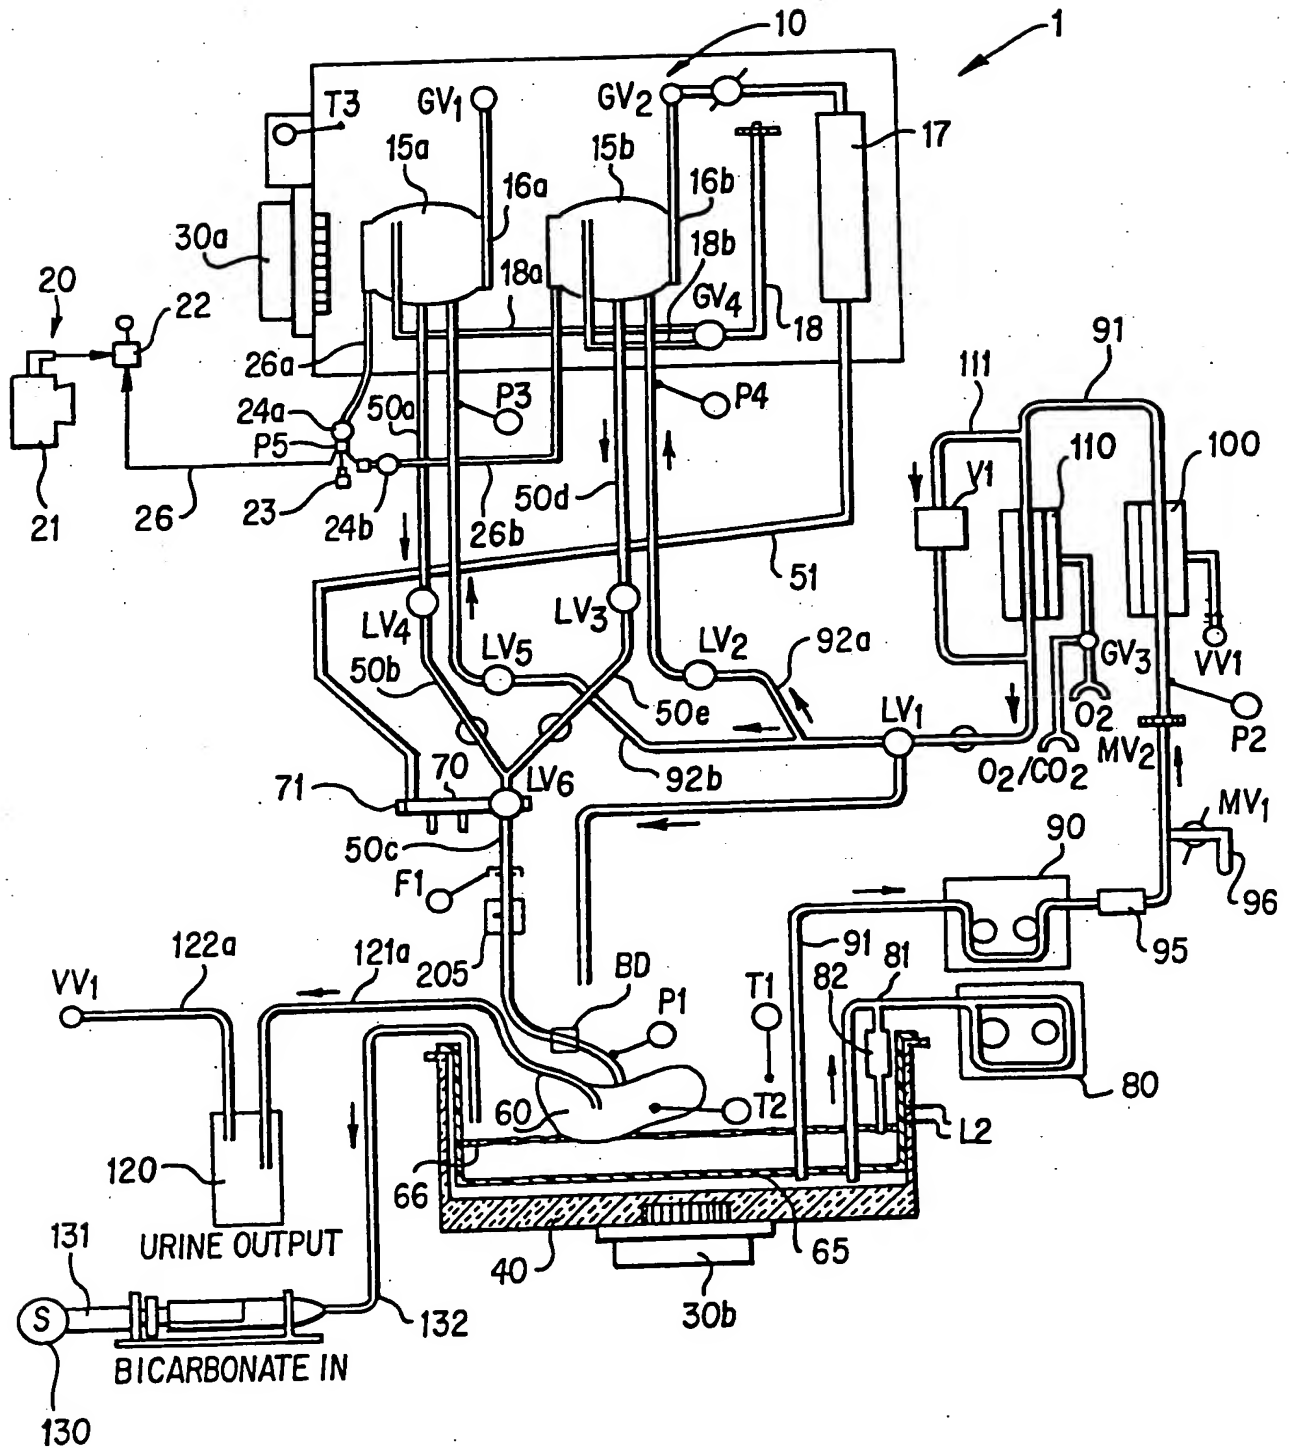 10
1
T3
GV1
GV2
17
15a
15b
16a
16b
30a
18a
18b
GV4
18
20
22
26a
91
111
P3
P4
24a
50a
P5
110
100
V1
26
23
24b
26b
50d
21
51
LV4
LV3
LV5
LV2
92a
GV3
VV1
50b
50e
LV1
O2
P2
O2/CO2
MV2
92b
70
71
LV6
MV1
50c
90
F1
96
95
91
122a
121a
205
BD
82
81
VV1
P1
T1
80
60
T2
L2
120
66
URINE OUTPUT
65
131
40
30b
S
132
BICARBONATE IN
130